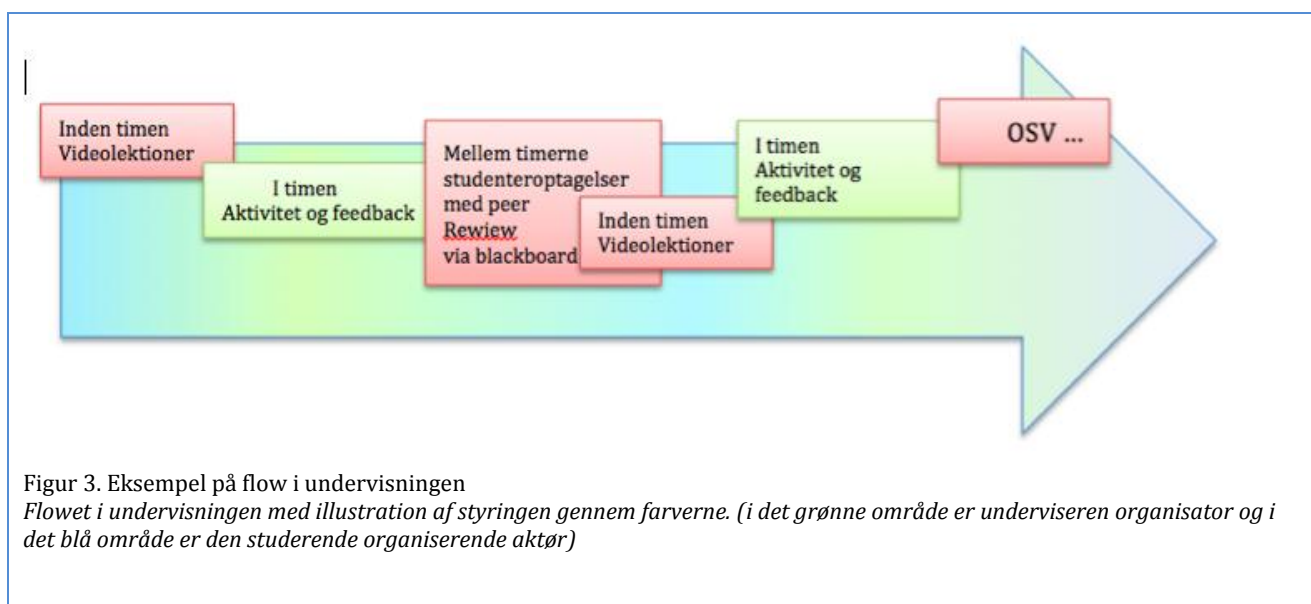 Inden timen
Videolektioner
I timen
Aktivitet og feedback
Mellem timerne
studenteroptagelser
med peer
Rewiew
via blackboard
Inden timen
Videolektioner
I timen
Aktivitet og
feedback
OSV ...
Figur 3. Eksempel på flow i undervisningen
Flowet i undervisningen med illustration af styringen gennem farverne. (i det grønne område er underviseren organisator og i
det blå område er den studerende organiserende aktør)